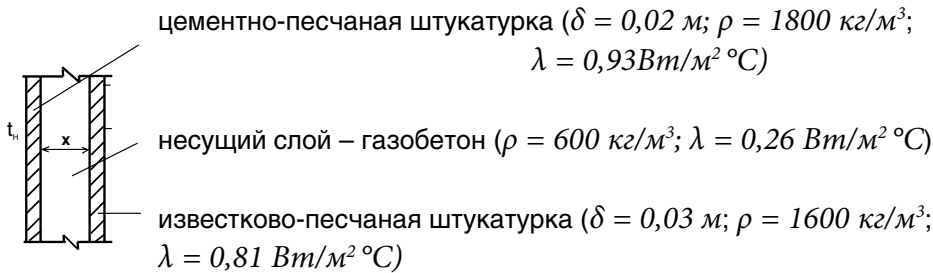 цементно-песчаная штукатурка (δ = 0,02 м; ρ = 1800 кг/м³;
λ = 0,93Вт/м² °С)
tн
x
несущий слой – газобетон (ρ = 600 кг/м³; λ = 0,26 Вт/м² °С)
известково-песчаная штукатурка (δ = 0,03 м; ρ = 1600 кг/м³;
λ = 0,81 Вт/м² °С)